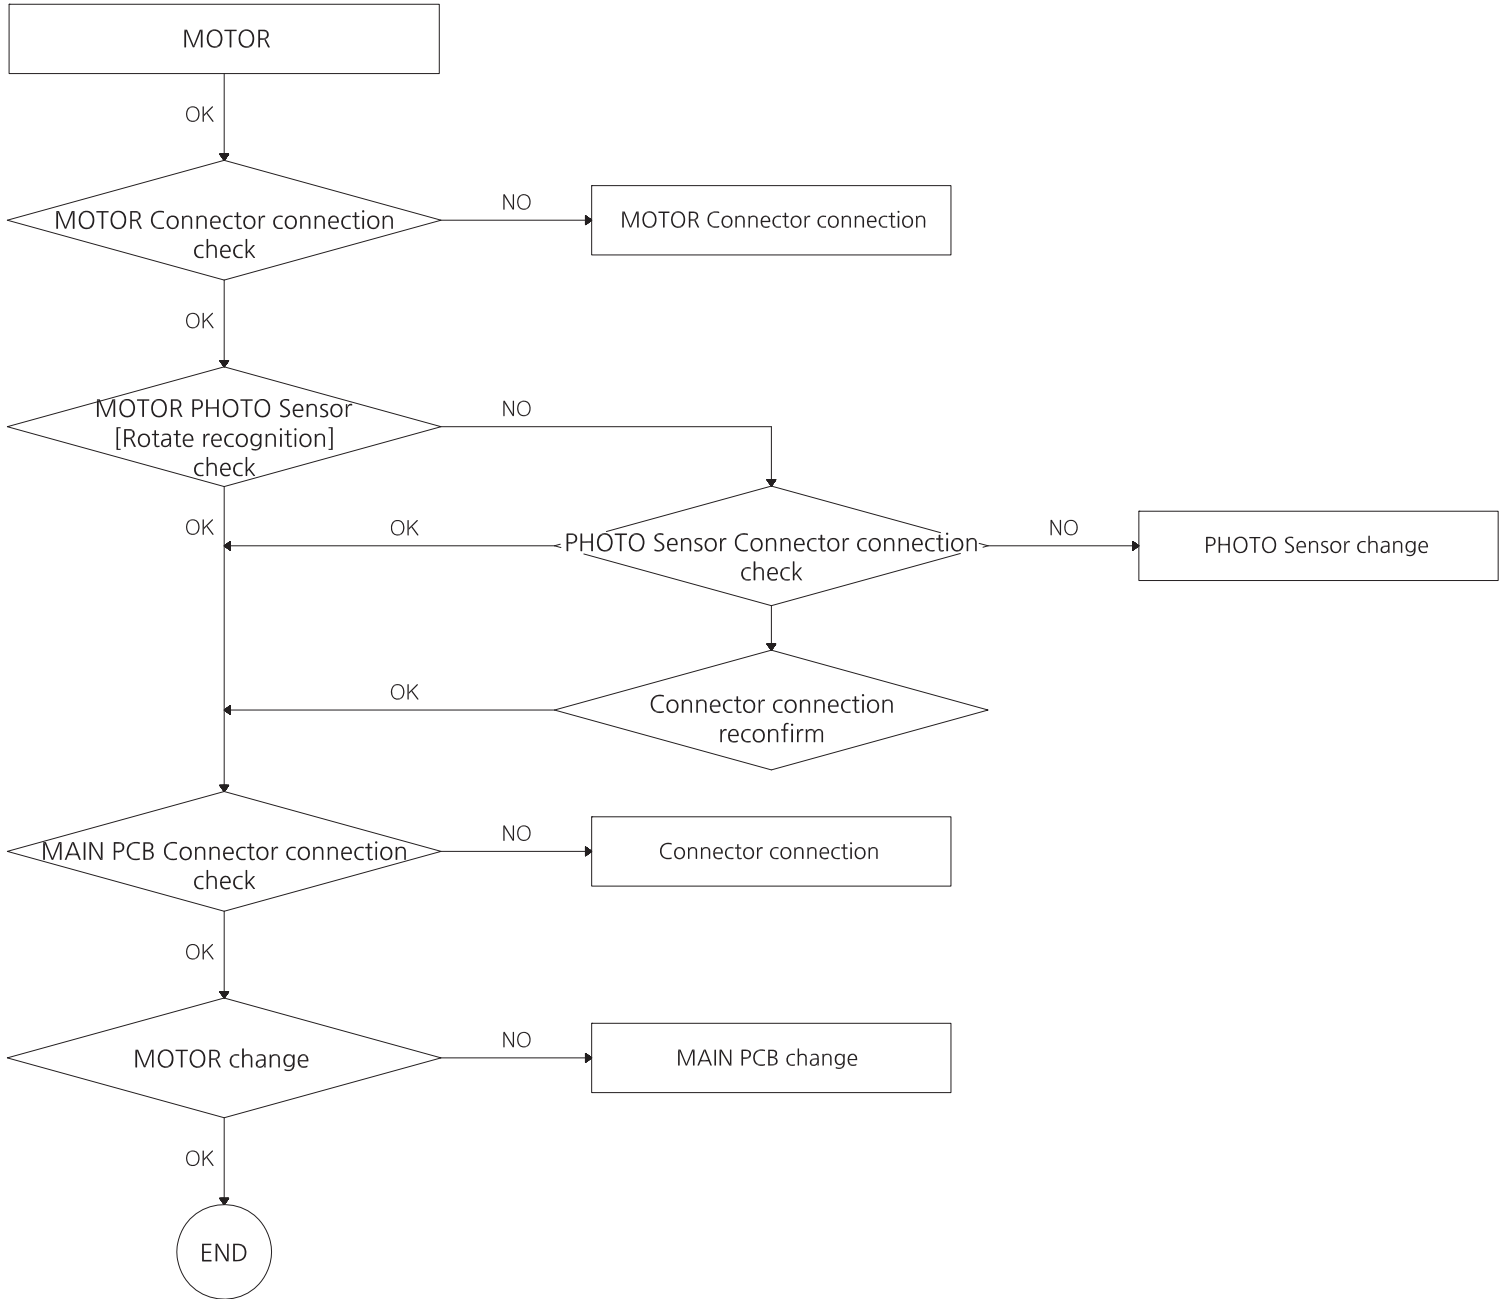 MOTOR
OK
MOTOR Connector connection
check
NO
MOTOR Connector connection
OK
MOTOR PHOTO Sensor
[Rotate recognition]
check
NO
OK
OK
PHOTO Sensor Connector connection
check
NO
PHOTO Sensor change
OK
Connector connection
reconfirm
MAIN PCB Connector connection
check
NO
Connector connection
OK
MOTOR change
NO
MAIN PCB change
OK
END